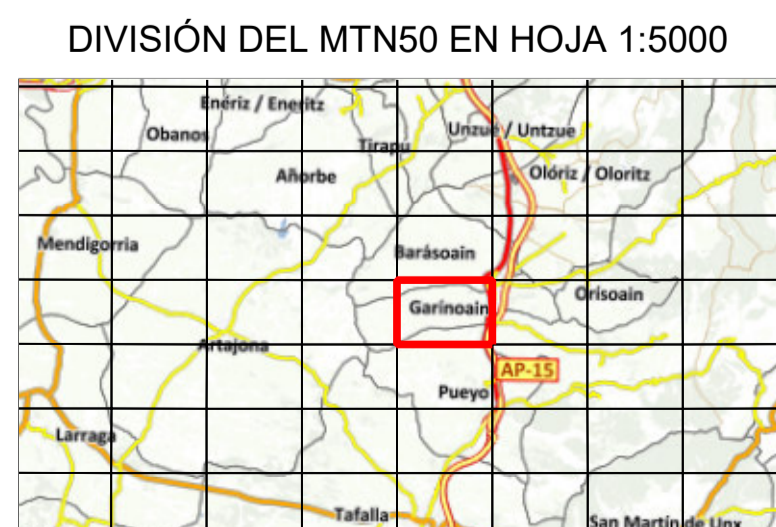 DIVISIÓN DEL MTN50 EN HOJA 1:5000
Enériz / Eneritz
Obanos
Unzué / Untzue
Tirapu
Añorbe
Olóriz / Oloritz
Mendigorria
Barásoain
Orisoain
Garínoain
Artajona
AP-15
Pueyo
Larraga
Tafalla
San Martín de Unx